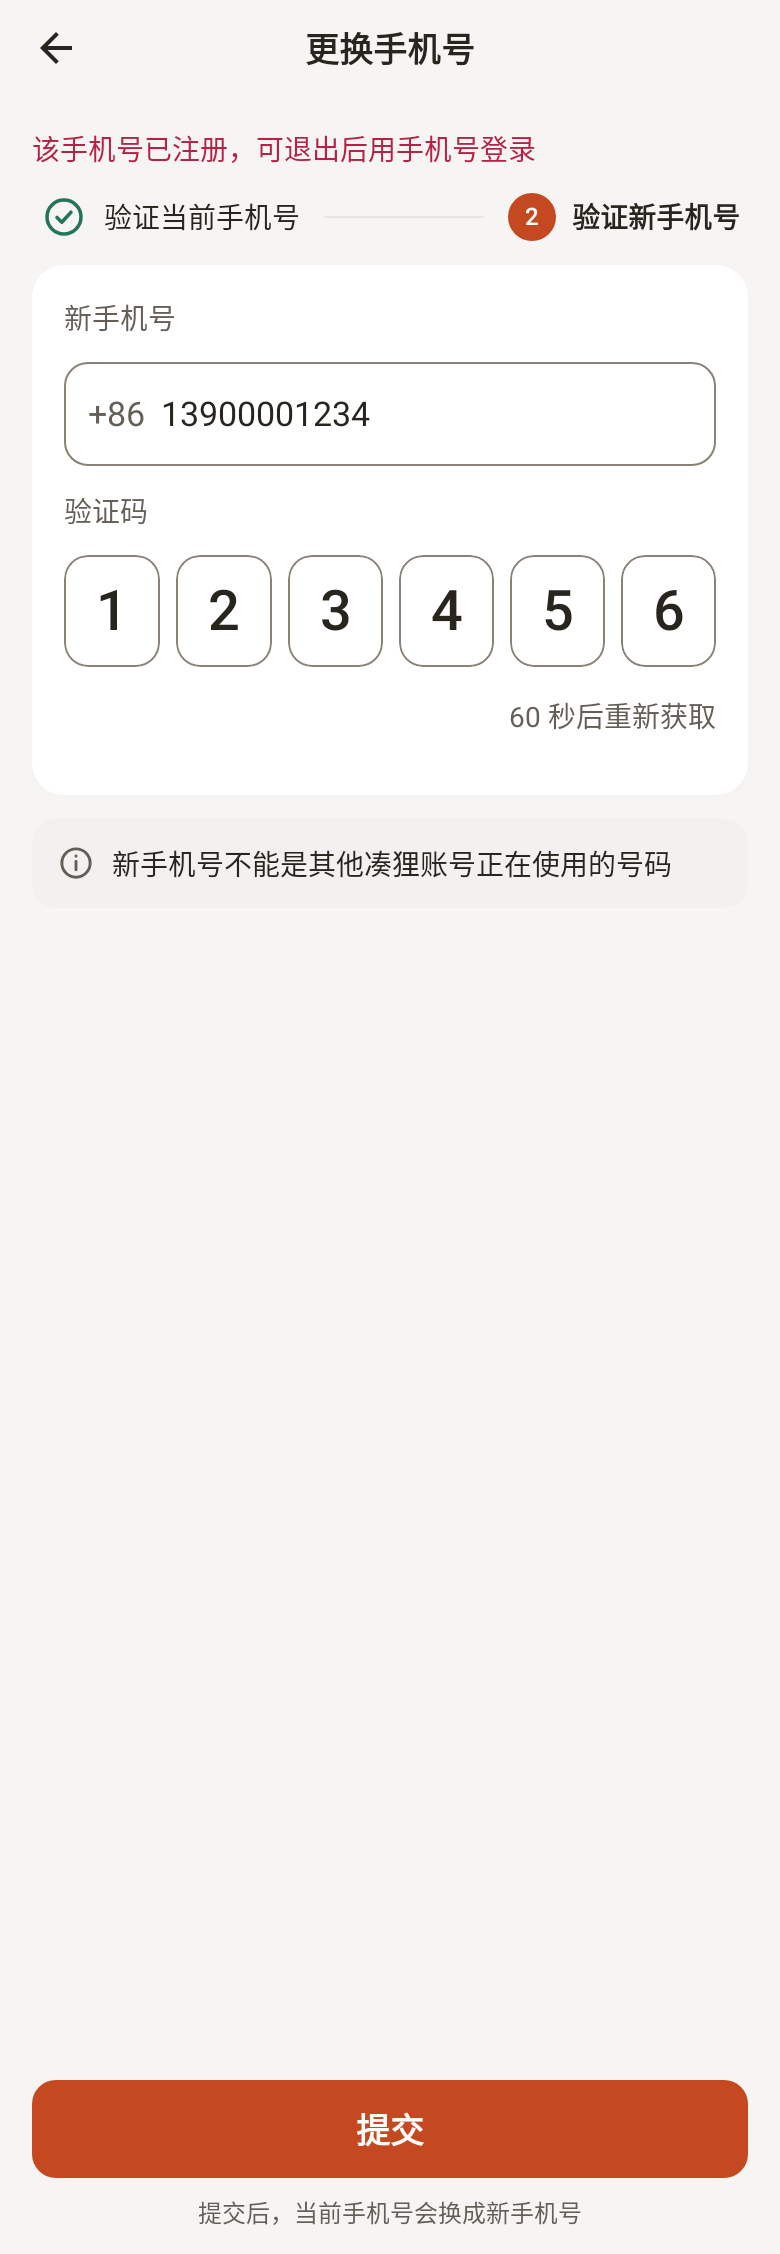 更换手机号
该手机号已注册，可退出后用手机号登录
验证当前手机号
2 验证新手机号
新手机号
+86 13900001234
验证码
1 2 3 4 5 6
60 秒后重新获取
新手机号不能是其他凑狸账号正在使用的号码
提交
提交后，当前手机号会换成新手机号